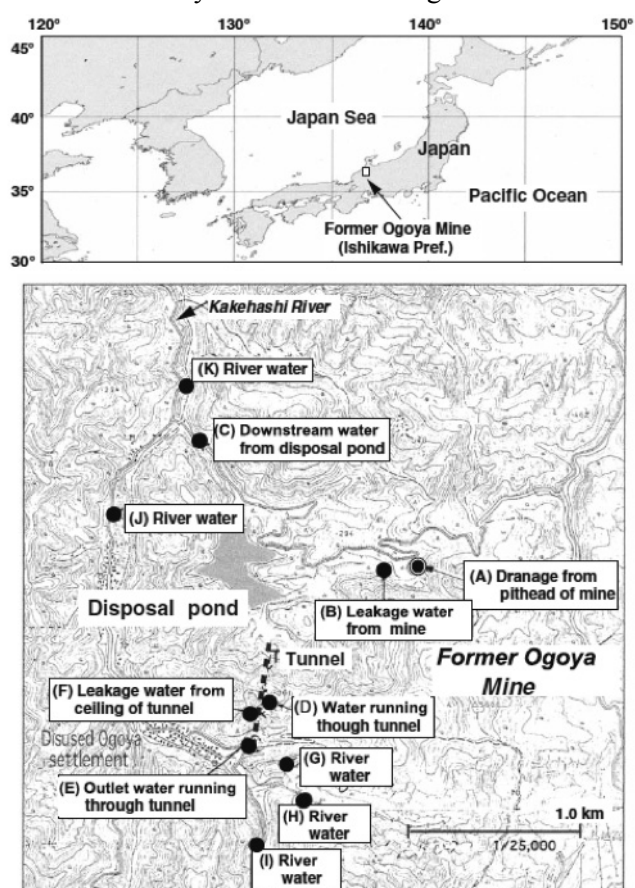 120°
130°
140°
150°
45°
40°
35°
30°
Japan Sea
Japan
Pacific Ocean
Former Ogoya Mine
(Ishikawa Pref.)
Kakehashi River
(K) River water
(C) Downstream water
from disposal pond
(J) River water
(A) Dranage from
pithead of mine
Disposal pond
(B) Leakage water
from mine
Tunnel
Former Ogoya
Mine
(F) Leakage water from
ceiling of tunnel
(D) Water running
though tunnel
Disused Ogoya
settlement
(G) River
water
(E) Outlet water running
through tunnel
(H) River
water
1.0 km
1/25,000
(I) River
water